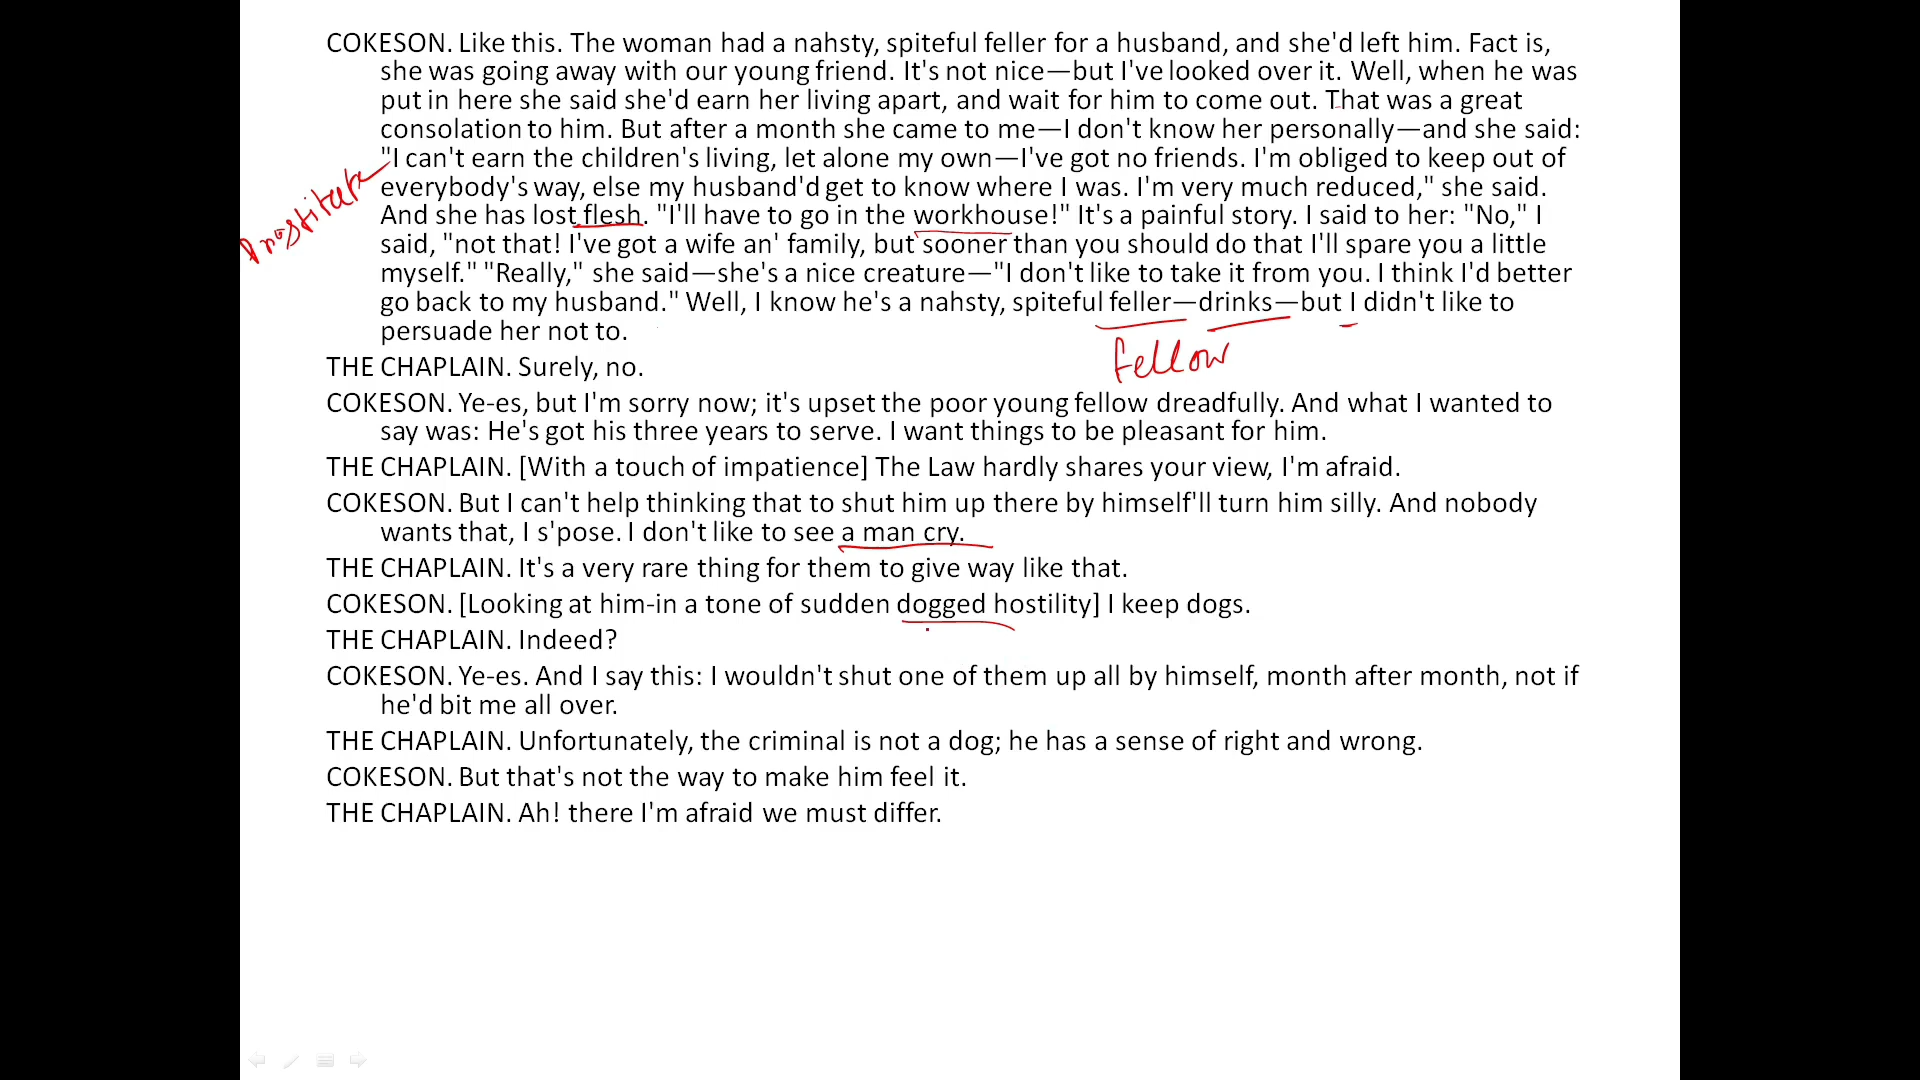 COKESON. Like this. The woman had a nahsty, spiteful feller for a husband, and she'd left him. Fact is,
she was going away with our young friend. It's not nice—but I've looked over it. Well, when he was
put in here she said she'd earn her living apart, and wait for him to come out. That was a great
consolation to him. But after a month she came to me—I don't know her personally—and she said:
"I can't earn the children's living, let alone my own—I've got no friends. I'm obliged to keep out of
everybody's way, else my husband'd get to know where I was. I'm very much reduced," she said.
Prostitute
And she has lost flesh. "I'll have to go in the workhouse!" It's a painful story. I said to her: "No," I
said, "not that! I've got a wife an' family, but sooner than you should do that I'll spare you a little
myself." "Really," she said—she's a nice creature—"I don't like to take it from you. I think I'd better
go back to my husband." Well, I know he's a nahsty, spiteful feller—drinks—but I didn't like to
persuade her not to.
fellow
THE CHAPLAIN. Surely, no.
COKESON. Ye-es, but I'm sorry now; it's upset the poor young fellow dreadfully. And what I wanted to
say was: He's got his three years to serve. I want things to be pleasant for him.
THE CHAPLAIN. [With a touch of impatience] The Law hardly shares your view, I'm afraid.
COKESON. But I can't help thinking that to shut him up there by himself'll turn him silly. And nobody
wants that, I s'pose. I don't like to see a man cry.
THE CHAPLAIN. It's a very rare thing for them to give way like that.
COKESON. [Looking at him-in a tone of sudden dogged hostility] I keep dogs.
THE CHAPLAIN. Indeed?
COKESON. Ye-es. And I say this: I wouldn't shut one of them up all by himself, month after month, not if
he'd bit me all over.
THE CHAPLAIN. Unfortunately, the criminal is not a dog; he has a sense of right and wrong.
COKESON. But that's not the way to make him feel it.
THE CHAPLAIN. Ah! there I'm afraid we must differ.